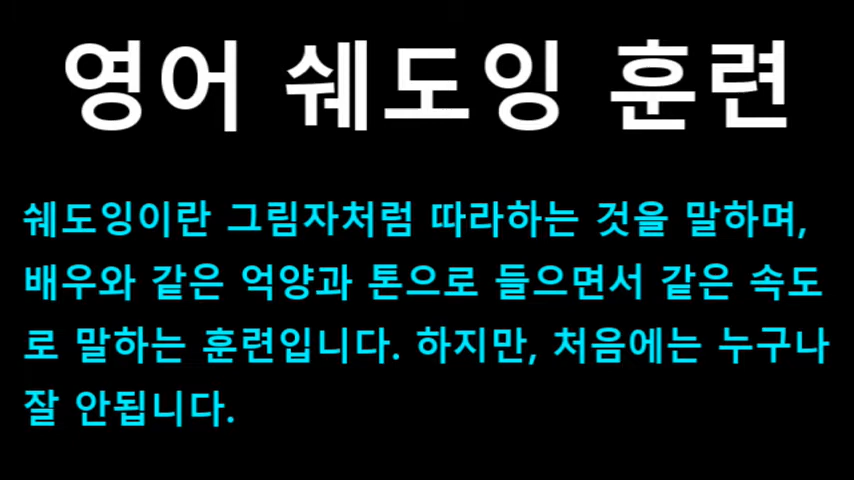 영어 쉐도잉 훈련
쉐도잉이란 그림자처럼 따라하는 것을 말하며,
배우와 같은 억양과 톤으로 들으면서 같은 속도
로 말하는 훈련입니다. 하지만, 처음에는 누구나
잘 안됩니다.